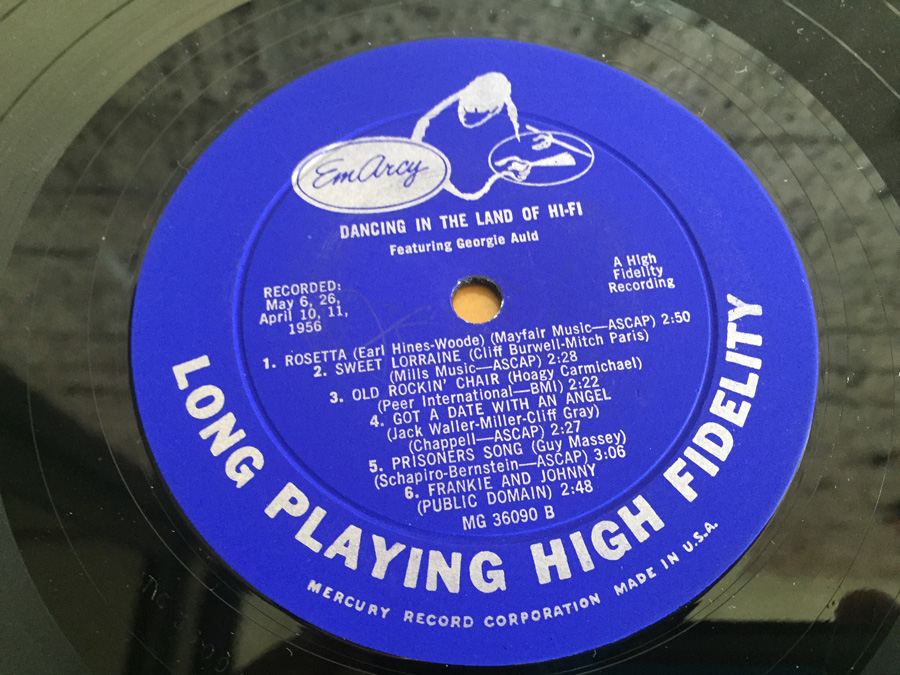 EmArcy
DANCING IN THE LAND OF HI-FI
Featuring Georgie Auld
RECORDED:
May 6, 26,
April 10, 11,
1956
A High
Fidelity
Recording
1. ROSETTA (Earl Hines-Woode) (Mayfair Music—ASCAP) 2:50
2. SWEET LORRAINE (Cliff Burwell-Mitch Paris)
(Mills Music—ASCAP) 2:28
3. OLD ROCKIN' CHAIR (Hoagy Carmichael)
(Peer International—BMI) 2:22
4. GOT A DATE WITH AN ANGEL
(Jack Waller-Miller-Cliff Gray)
(Chappell—ASCAP) 2:27
5. PRISONERS SONG (Guy Massey)
(Schapiro-Bernstein—ASCAP) 3:06
6. FRANKIE AND JOHNNY
(PUBLIC DOMAIN) 2:48
MG 36090 B
LONG PLAYING HIGH FIDELITY
MERCURY RECORD CORPORATION MADE IN U.S.A.